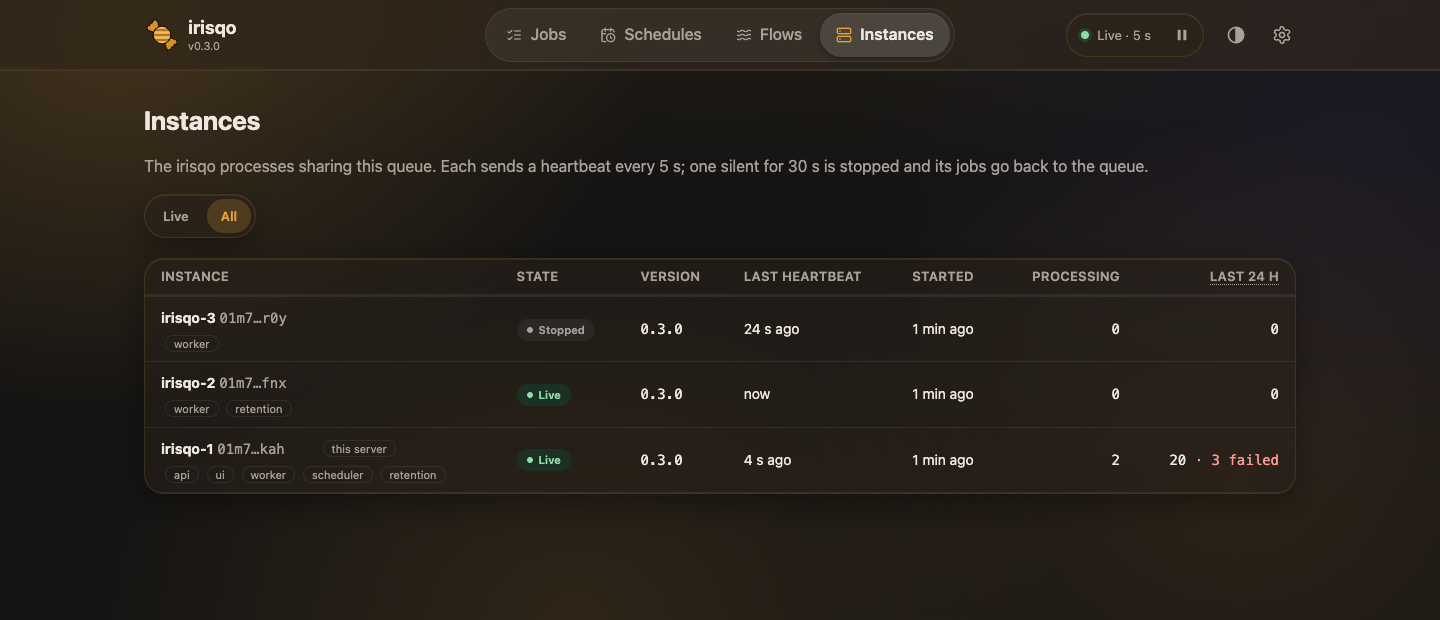 irisqo
v0.3.0
Jobs
Schedules
Flows
Instances
Live · 5 s
Instances
The irisqo processes sharing this queue. Each sends a heartbeat every 5 s; one silent for 30 s is stopped and its jobs go back to the queue.
Live
All
INSTANCE STATE VERSION LAST HEARTBEAT STARTED PROCESSING LAST 24 H
irisqo-3 01m7…r0y
worker
Stopped 0.3.0 24 s ago 1 min ago 0 0
irisqo-2 01m7…fnx
worker retention
Live 0.3.0 now 1 min ago 0 0
irisqo-1 01m7…kah this server
api ui worker scheduler retention
Live 0.3.0 4 s ago 1 min ago 2 20 · 3 failed